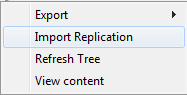 Export
Import Replication
Refresh Tree
View content